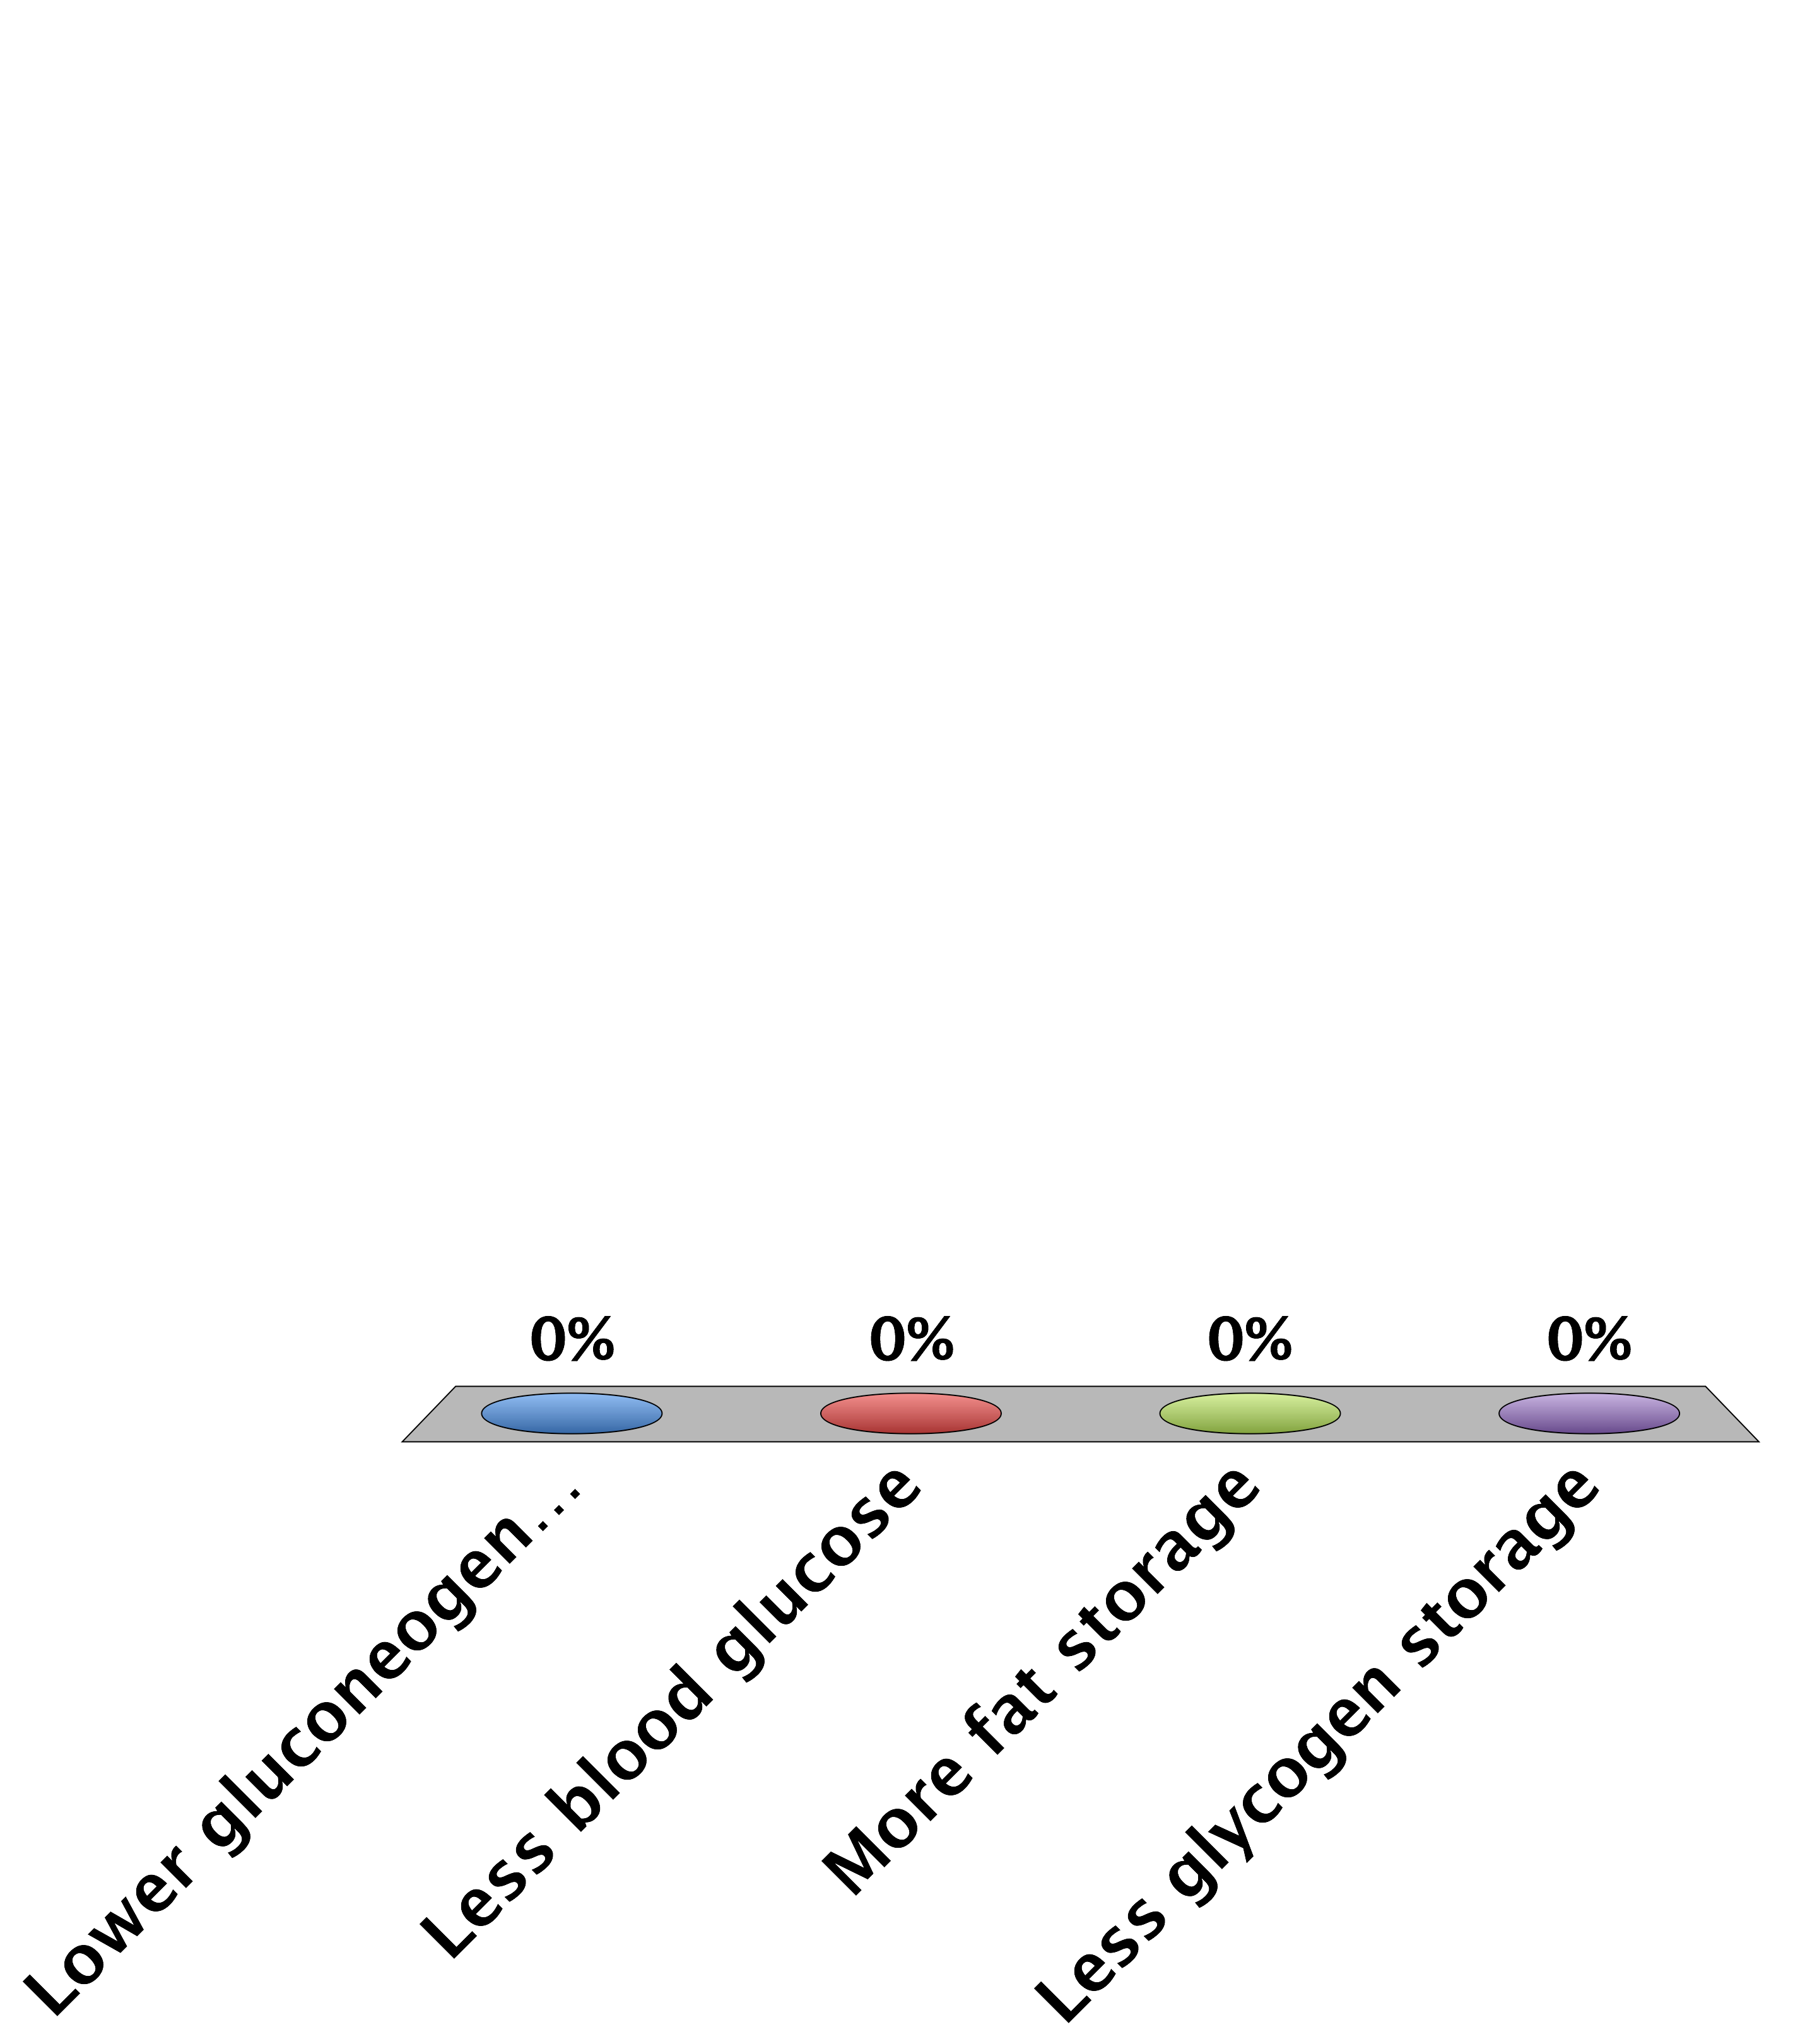 0% 0% 0% 0%
Lower gluconeogen...
Less blood glucose
More fat storage
Less glycogen storage